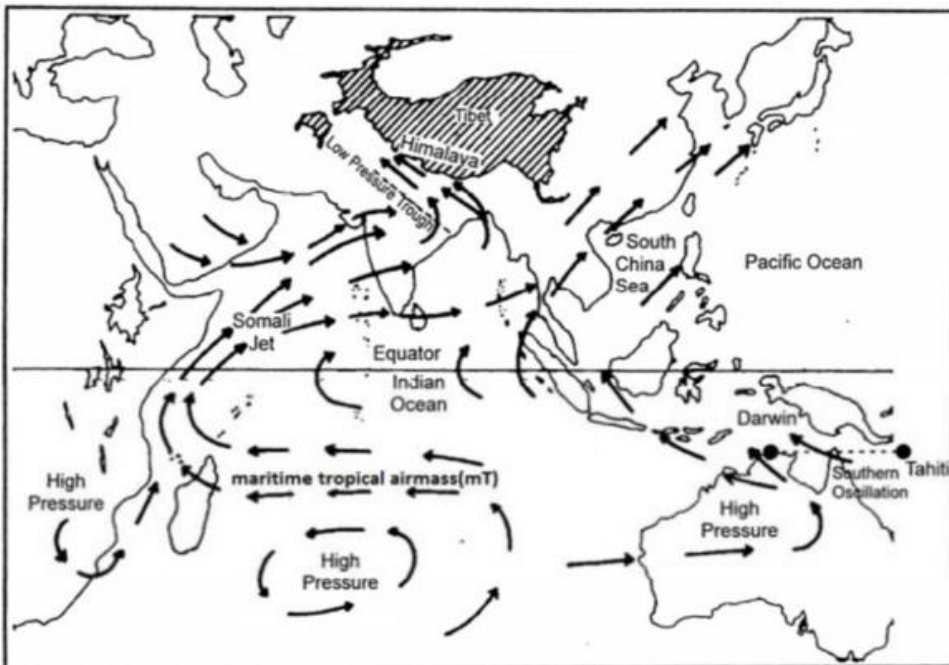 Tibet
Himalaya
Low Pressure Trough
South
China
Sea
Pacific Ocean
Somali
Jet
Equator
Indian
Ocean
Darwin
Tahiti
Southern
Oscillation
maritime tropical airmass(mT)
High
Pressure
High
Pressure
High
Pressure